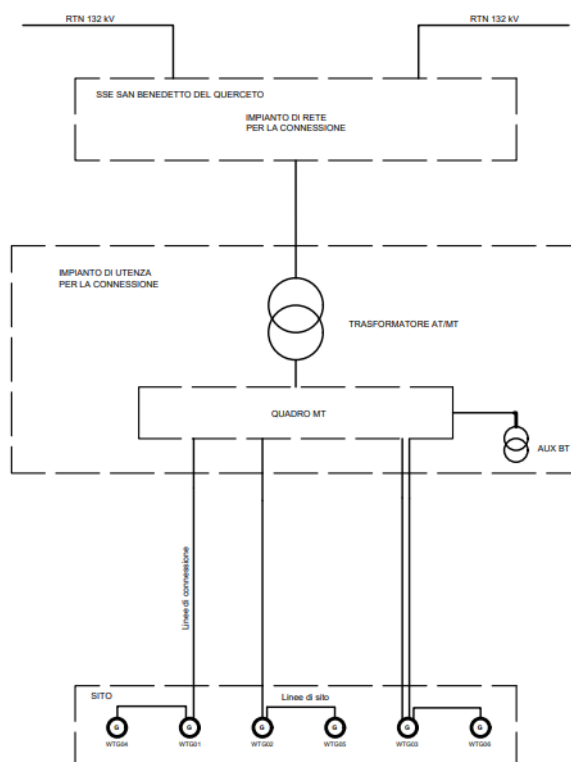 RTN 132 kV
RTN 132 kV
SSE SAN BENEDETTO DEL QUERCETO
IMPIANTO DI RETE
PER LA CONNESSIONE
IMPIANTO DI UTENZA
PER LA CONNESSIONE
TRASFORMATORE AT/MT
QUADRO MT
AUX BT
Linee di connessione
SITO
Linee di sito
G
G
G
G
G
G
WTG04
WTG01
WTG02
WTG05
WTG03
WTG06